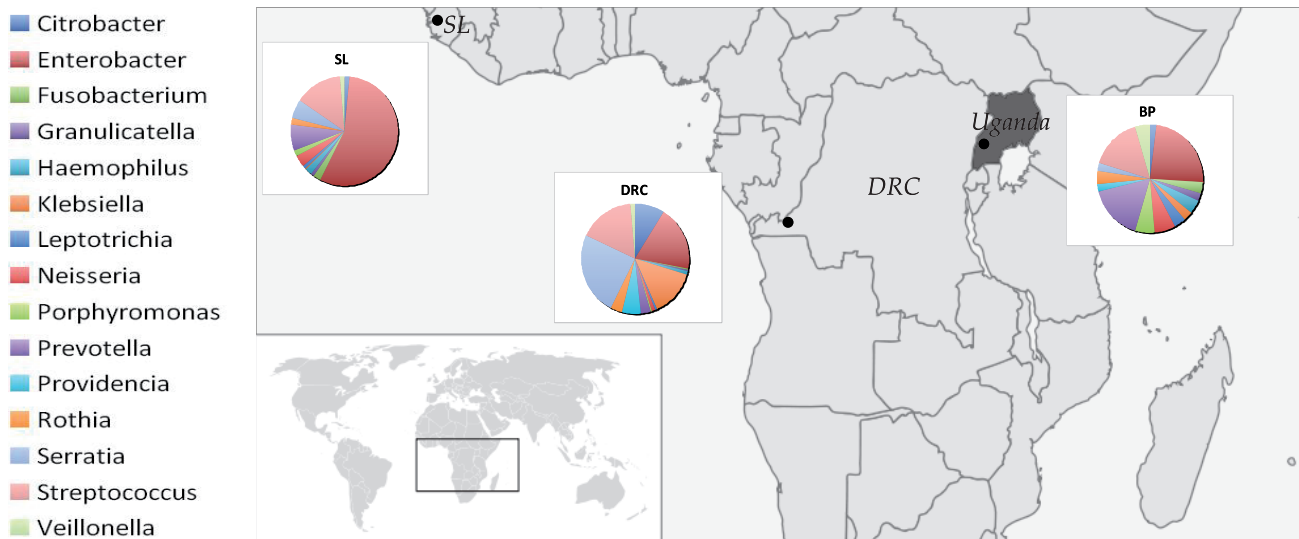 Citrobacter
Enterobacter
Fusobacterium
Granulicatella
Haemophilus
Klebsiella
Leptotrichia
Neisseria
Porphyromonas
Prevotella
Providencia
Rothia
Serratia
Streptococcus
Veillonella
SL
SL
DRC
DRC
Uganda
BP